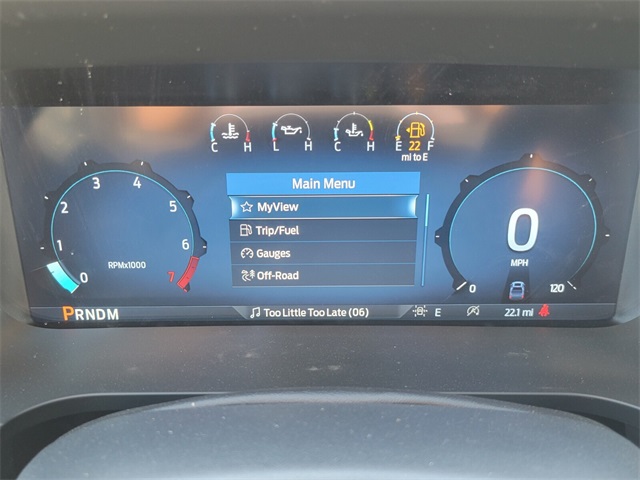 C H
L H
C H
E 22 F
mi to E
Main Menu
MyView
Trip/Fuel
Gauges
Off-Road
0 1 2 3 4 5 6 7
RPMx1000
0
MPH
0 120
PRNDM
Too Little Too Late (06)
E
22.1 mi